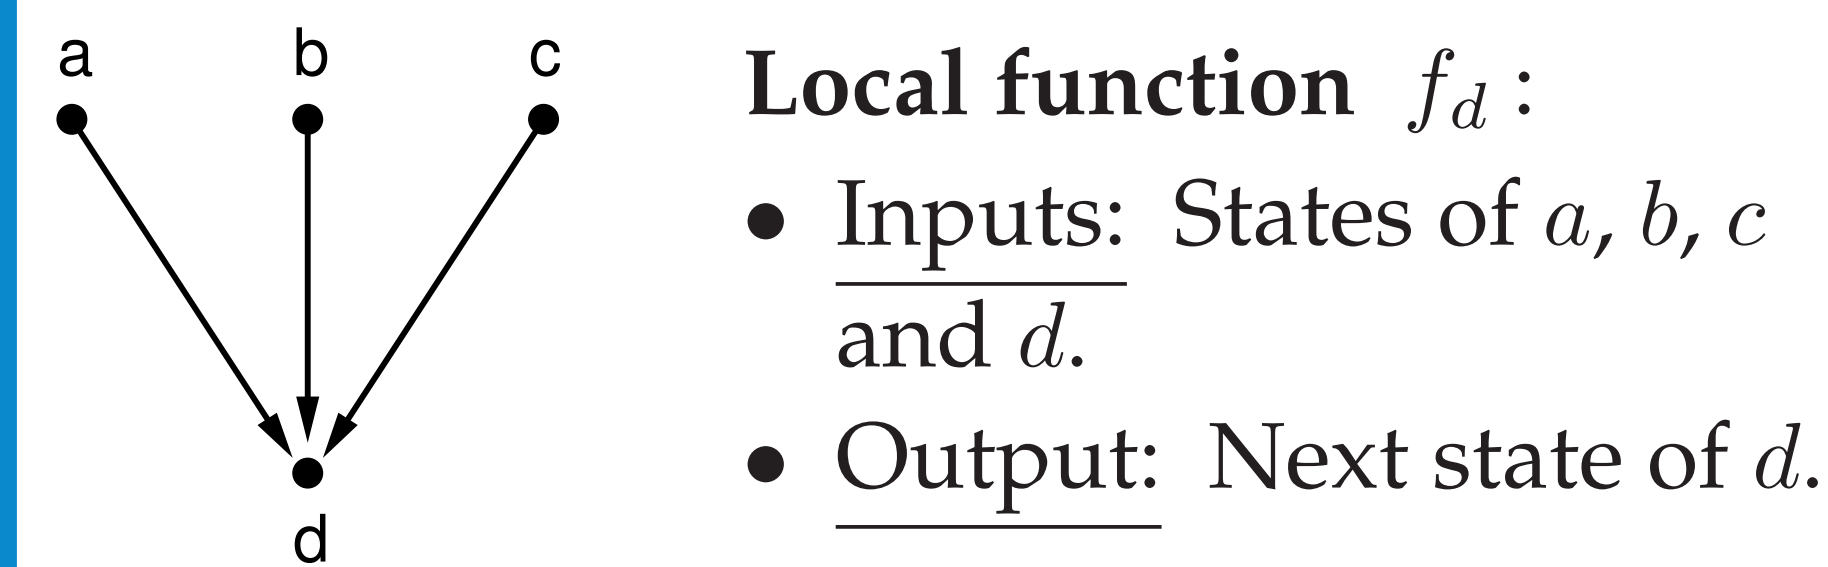 a b c
d
Local function f_d :
• Inputs: States of a, b, c
and d.
• Output: Next state of d.